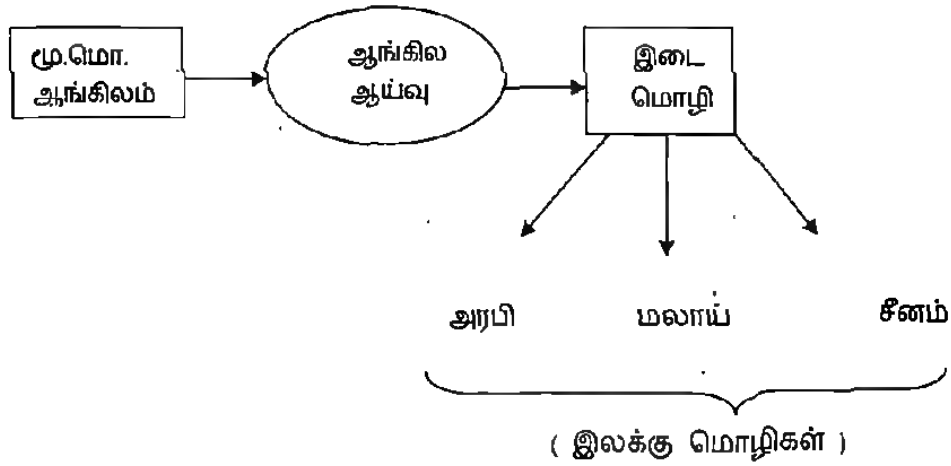 மூ.மொ.
ஆங்கிலம்
ஆங்கில
ஆய்வு
இடை
மொழி
அரபி
மலாய்
சீனம்
( இலக்கு மொழிகள் )